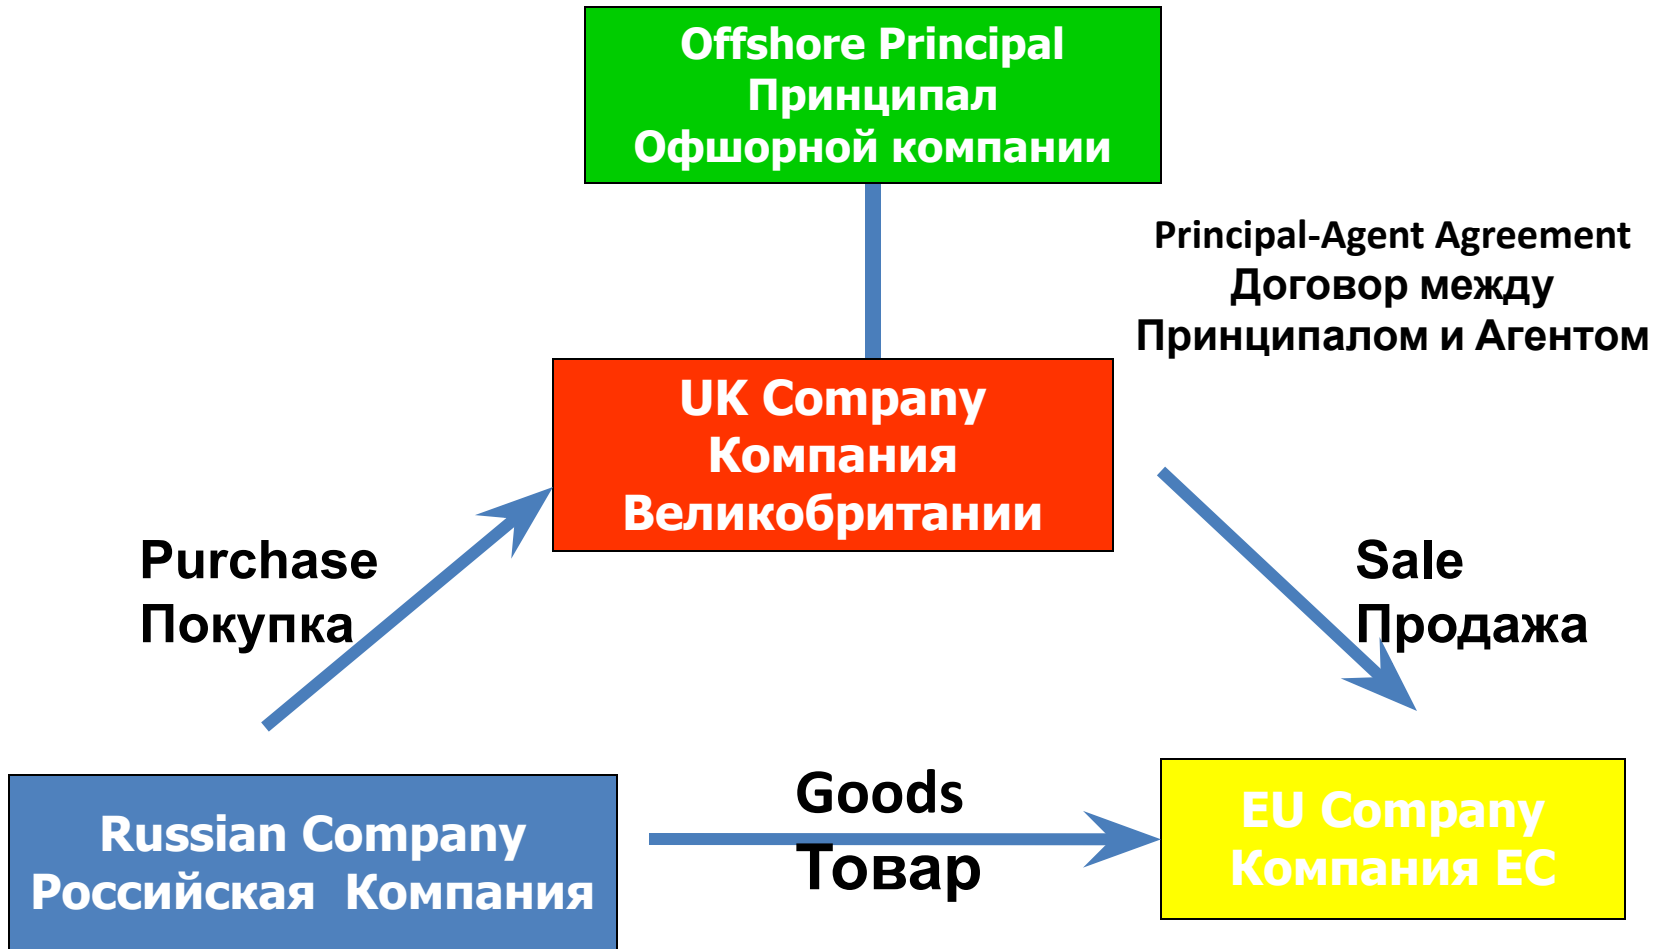 Offshore Principal
Принципал
Офшорной компании
Principal-Agent Agreement
Договор между
Принципалом и Агентом
UK Company
Компания
Великобритании
Purchase
Покупка
Sale
Продажа
Goods
Товар
Russian Company
Российская  Компания
EU Company
Компания ЕС